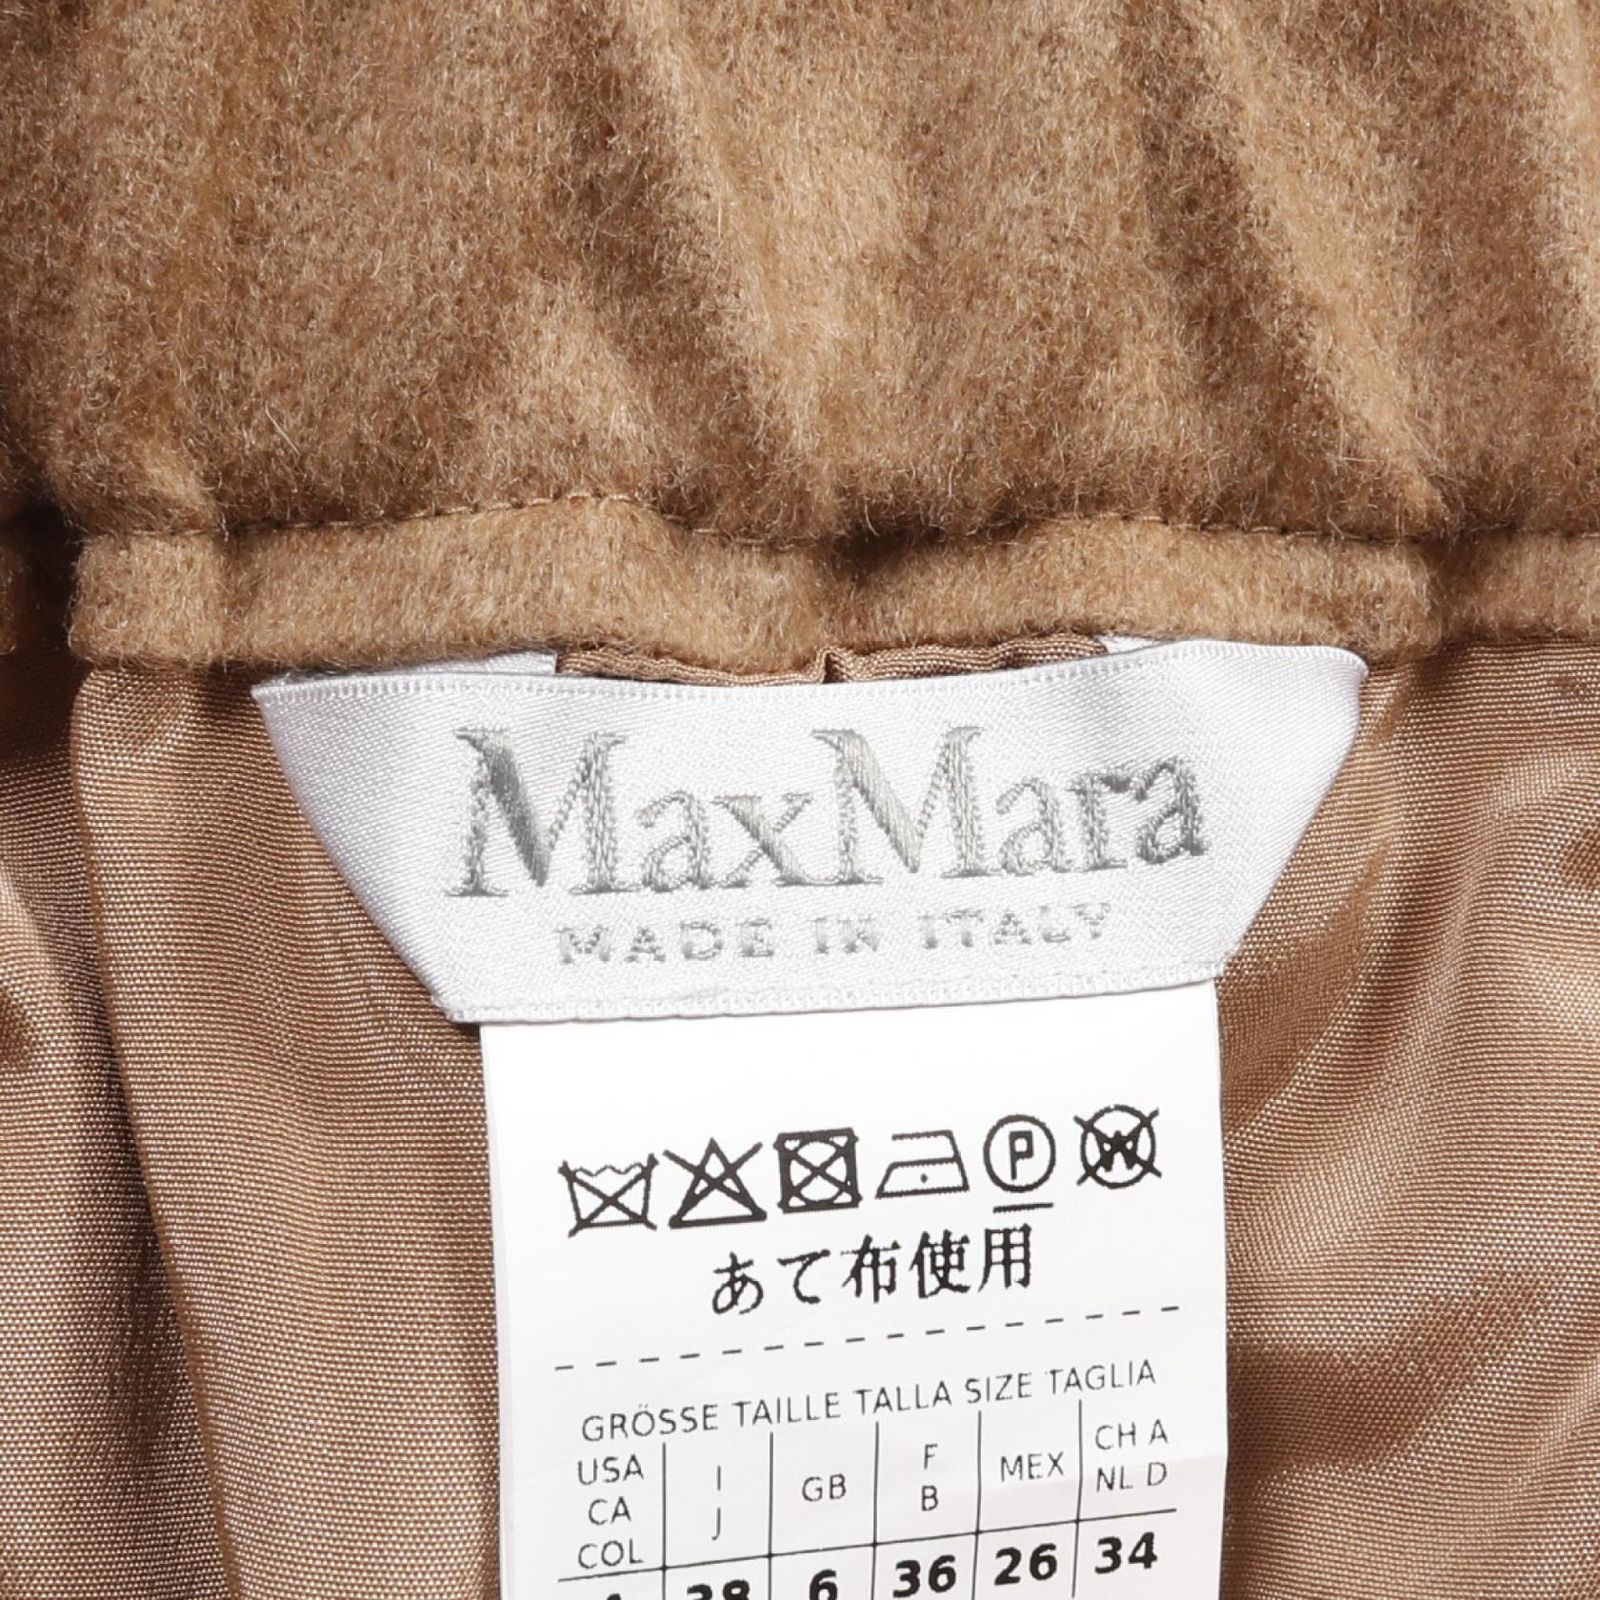 MaxMara
MADE IN ITALY
P W
あて布使用
GRÖSSE TAILLE TALLA SIZE TAGLIA
USA CA COL
I J
GB
F B
MEX
CH A NL D
38 6 36 26 34